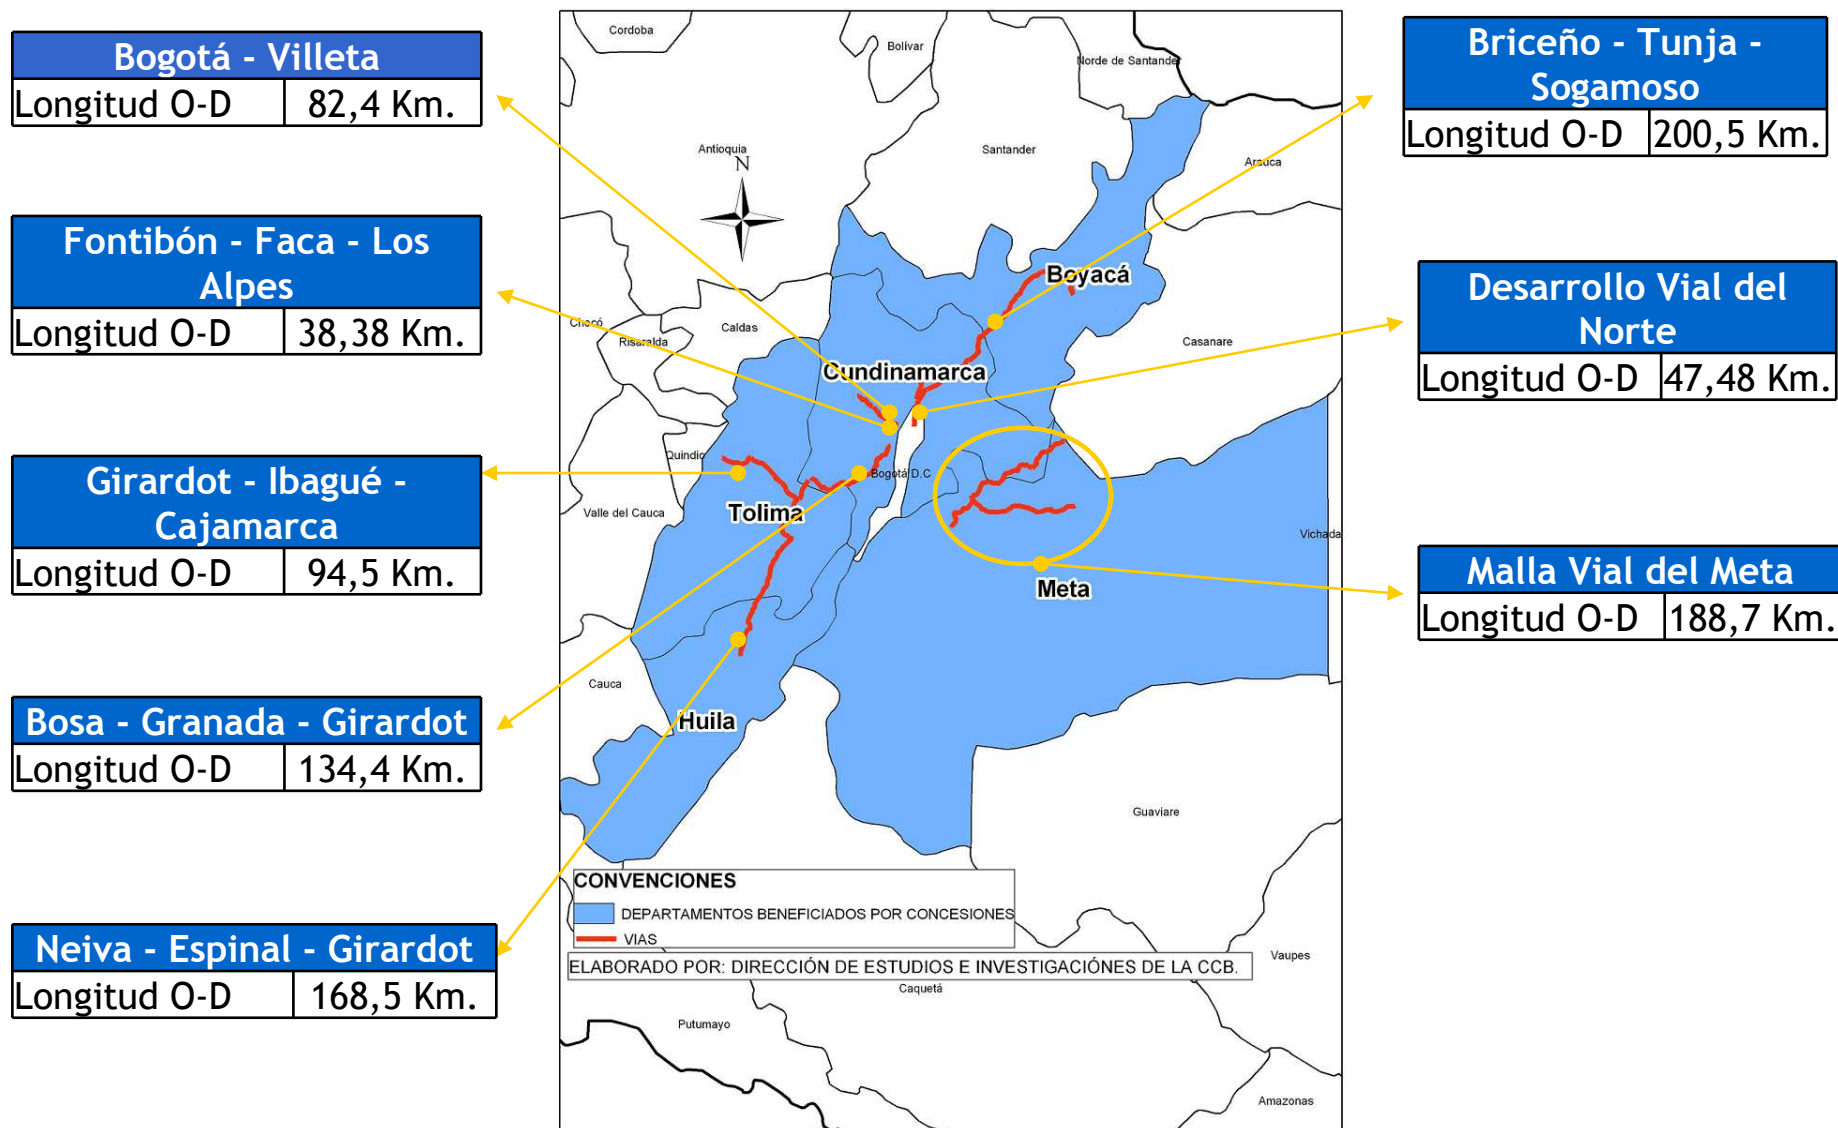 Bogotá - Villeta
Longitud O-D 82,4 Km.
Fontibón - Faca - Los
Alpes
Longitud O-D 38,38 Km.
Girardot - Ibagué -
Cajamarca
Longitud O-D 94,5 Km.
Bosa - Granada - Girardot
Longitud O-D 134,4 Km.
Neiva - Espinal - Girardot
Longitud O-D 168,5 Km.
Cordoba
Bolívar
Norde de Santander
Antioquia
N
Santander
Arauca
Boyacá
Chocó
Risaralda
Caldas
Casanare
Cundinamarca
Quindio
Bogotá D.C
Valle del Cauca
Tolima
Vichada
Meta
Cauca
Huila
Guaviare
CONVENCIONES
DEPARTAMENTOS BENEFICIADOS POR CONCESIONES
VIAS
ELABORADO POR: DIRECCIÓN DE ESTUDIOS E INVESTIGACIÓNES DE LA CCB.
Vaupes
Caquetá
Putumayo
Amazonas
Briceño - Tunja -
Sogamoso
Longitud O-D 200,5 Km.
Desarrollo Vial del
Norte
Longitud O-D 47,48 Km.
Malla Vial del Meta
Longitud O-D 188,7 Km.